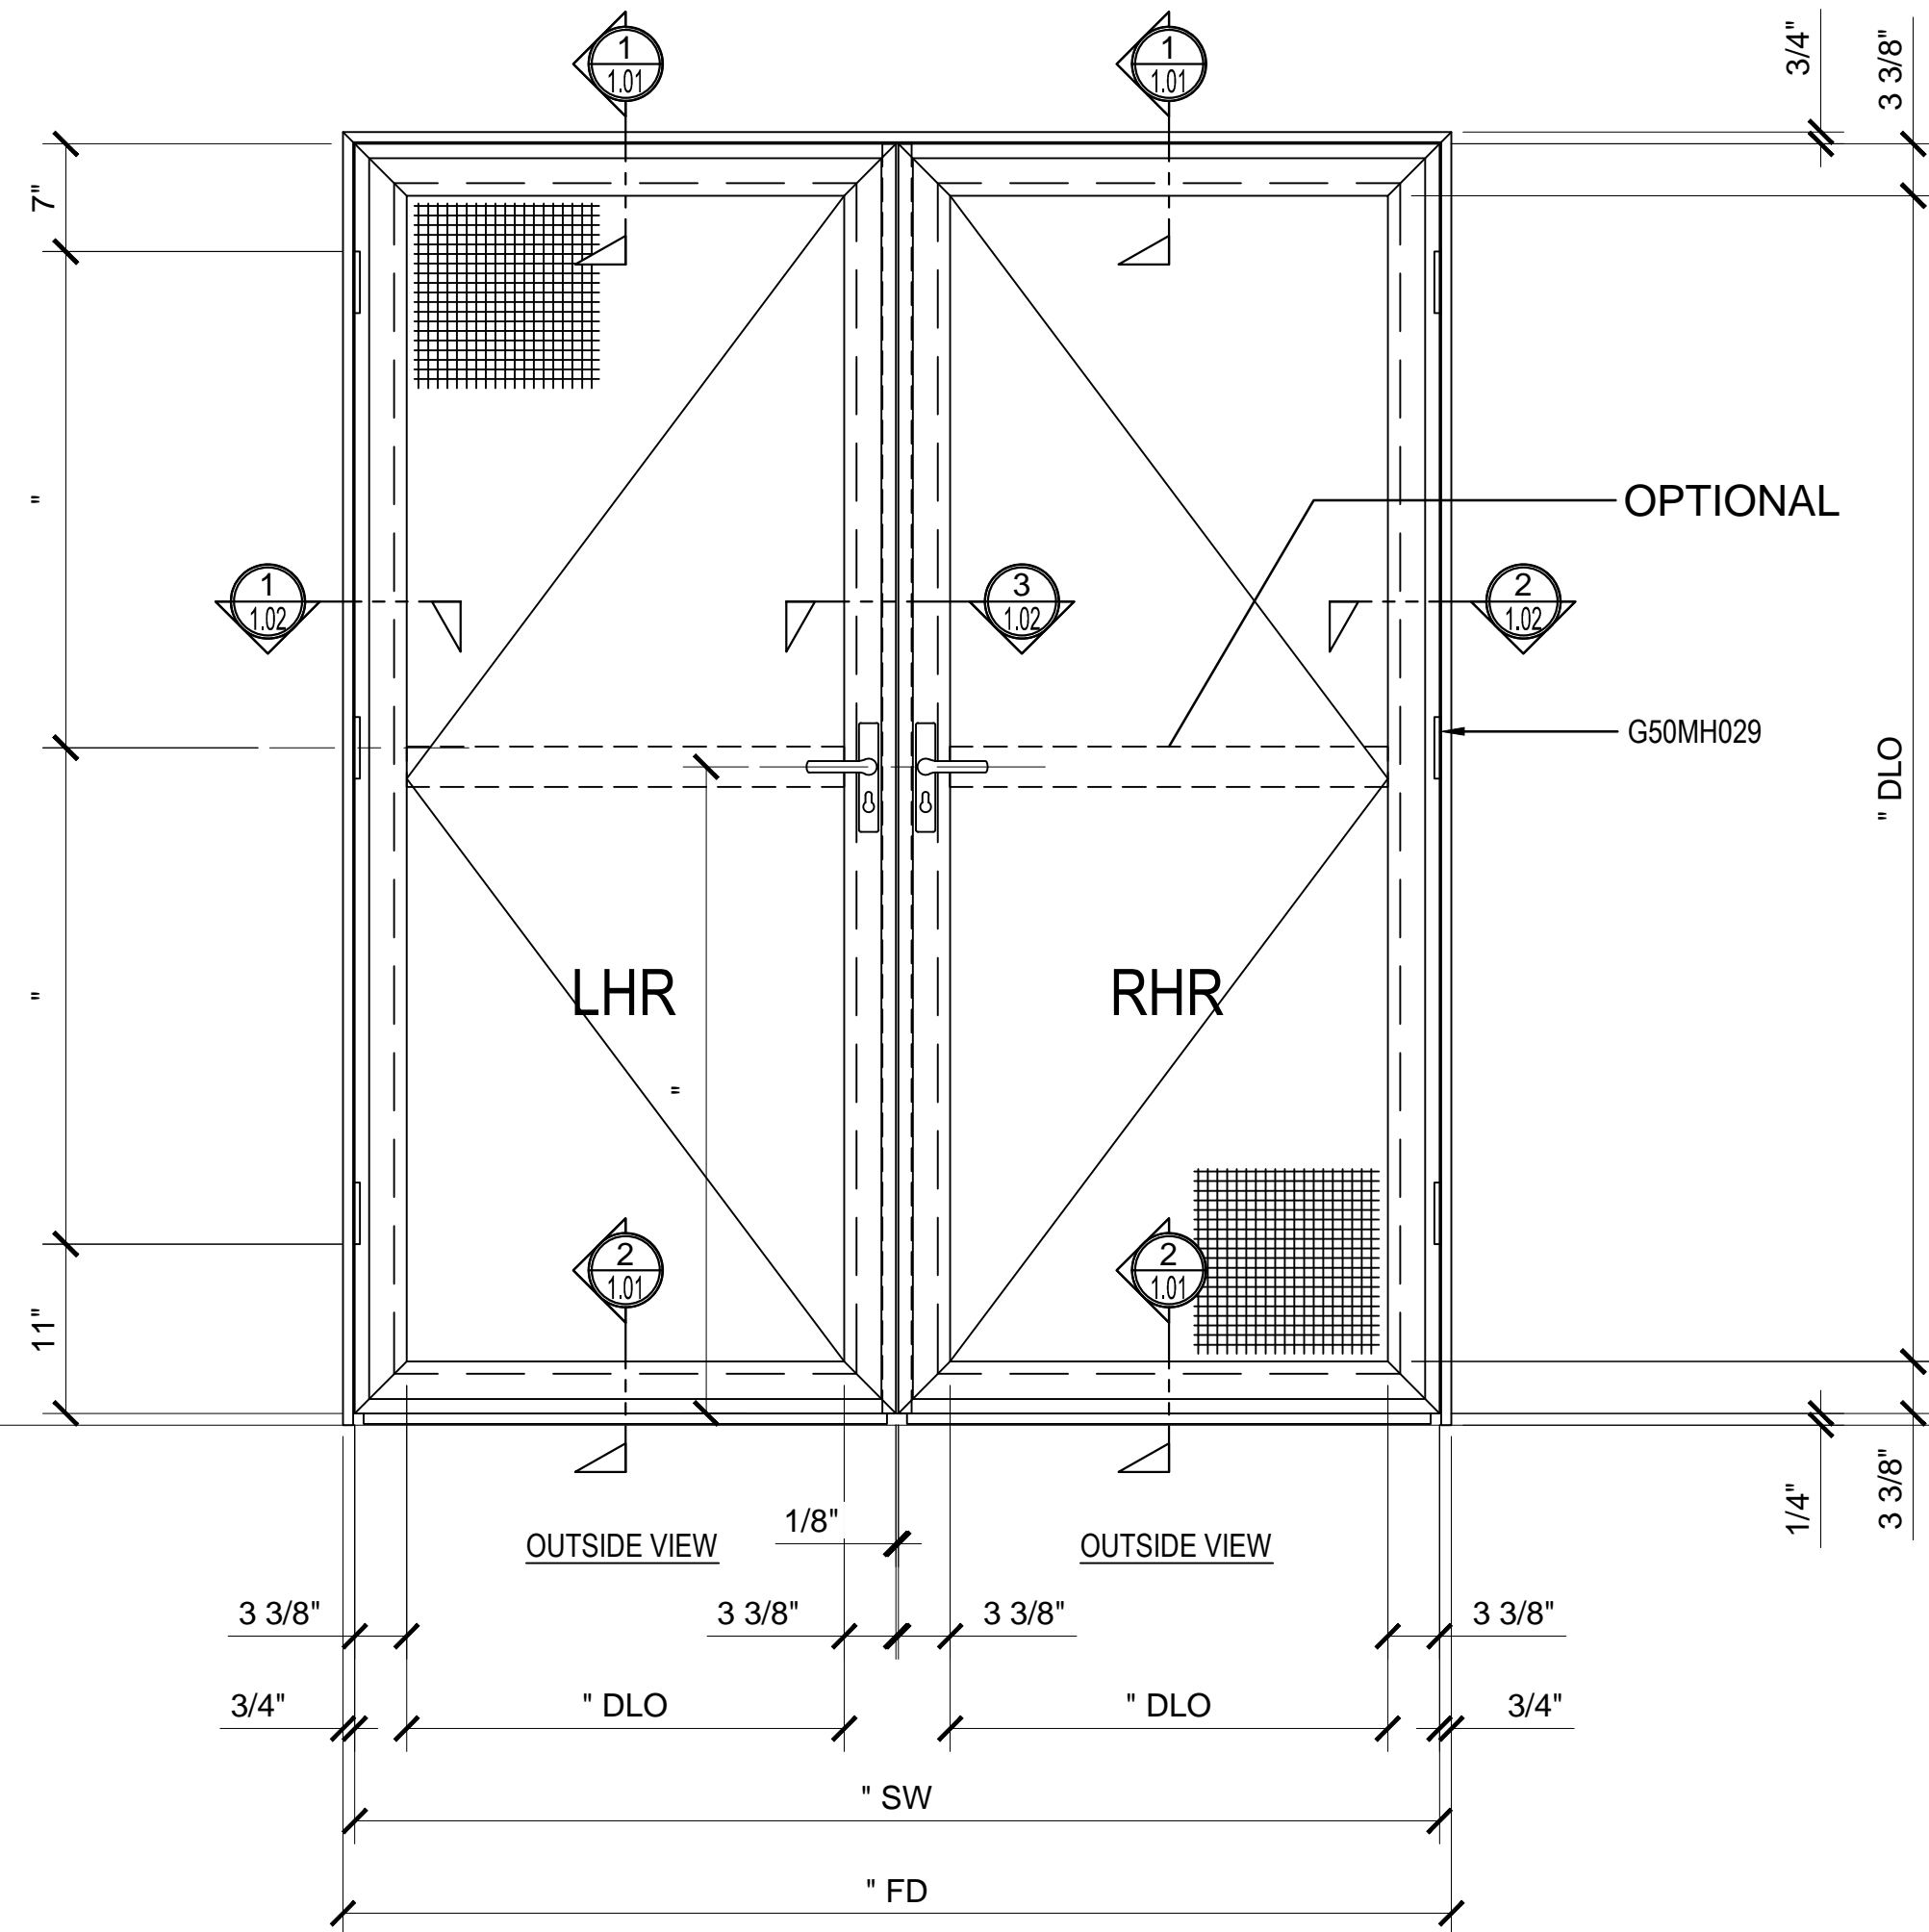 1
1.01
1
1.01
3/4"
3 3/8"
7"
"
OPTIONAL
1
1.02
3
1.02
2
1.02
G50MH029
" DLO
"
LHR
RHR
"
2
1.01
2
1.01
11"
1/4"
3 3/8"
1/8"
OUTSIDE VIEW
OUTSIDE VIEW
3 3/8"
3 3/8"
3 3/8"
3 3/8"
3/4"
" DLO
" DLO
3/4"
" SW
" FD